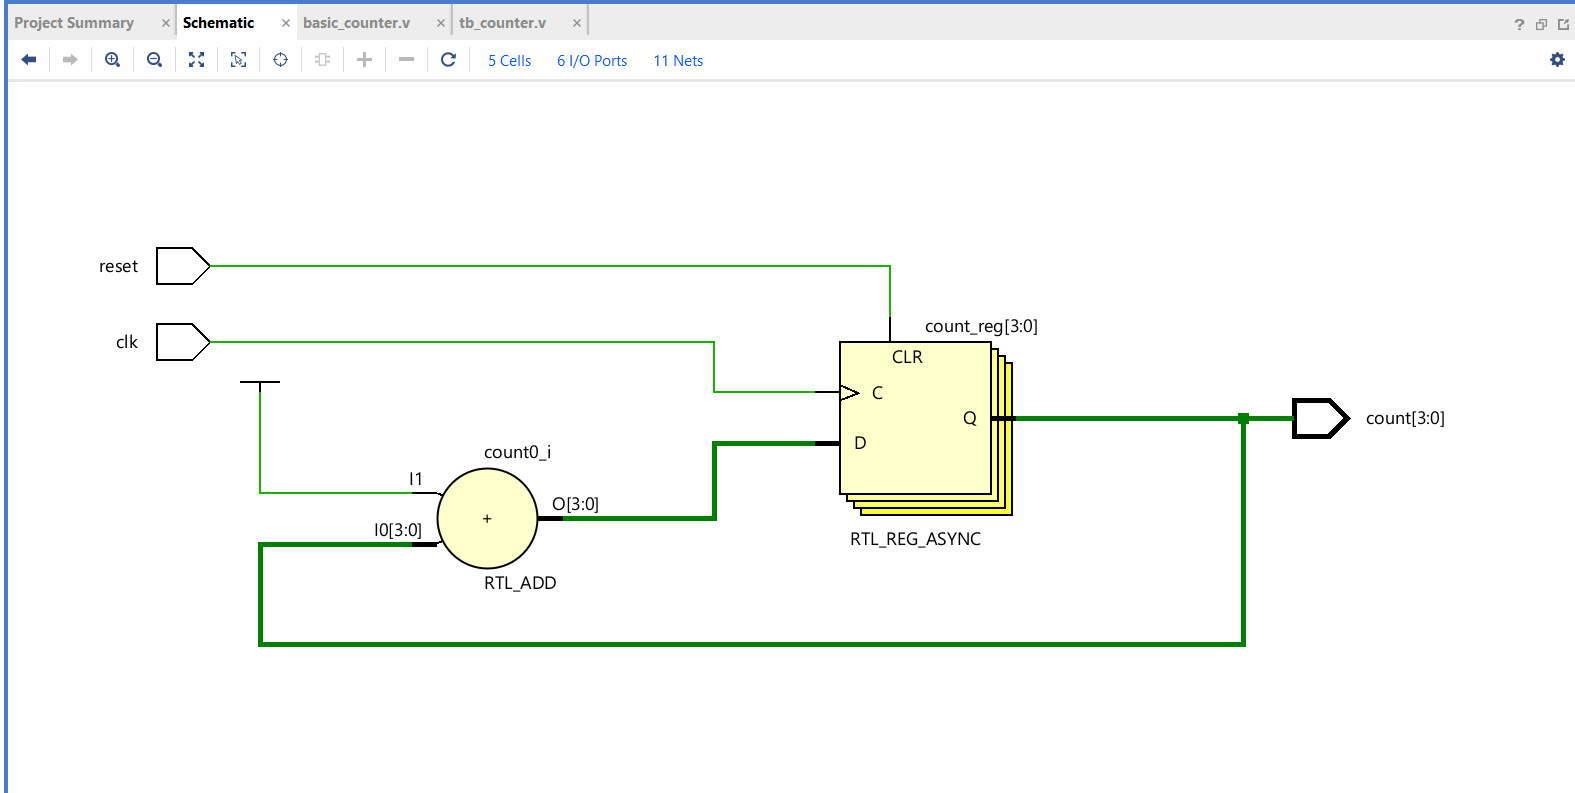 Project Summary × Schematic × basic_counter.v × tb_counter.v ×
5 Cells 6 I/O Ports 11 Nets
reset
clk
count_reg[3:0]
CLR
C
Q
D
count[3:0]
count0_i
I1
I0[3:0]
+
O[3:0]
RTL_ADD
RTL_REG_ASYNC